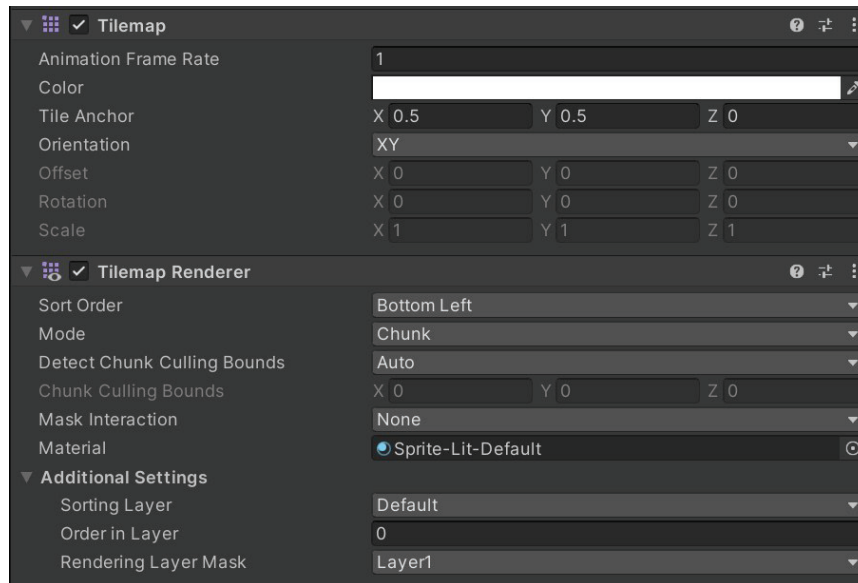 Tilemap
Animation Frame Rate 1
Color
Tile Anchor X 0.5 Y 0.5 Z 0
Orientation XY
Offset X 0 Y 0 Z 0
Rotation X 0 Y 0 Z 0
Scale X 1 Y 1 Z 1
Tilemap Renderer
Sort Order Bottom Left
Mode Chunk
Detect Chunk Culling Bounds Auto
Chunk Culling Bounds X 0 Y 0 Z 0
Mask Interaction None
Material Sprite-Lit-Default
Additional Settings
Sorting Layer Default
Order in Layer 0
Rendering Layer Mask Layer1